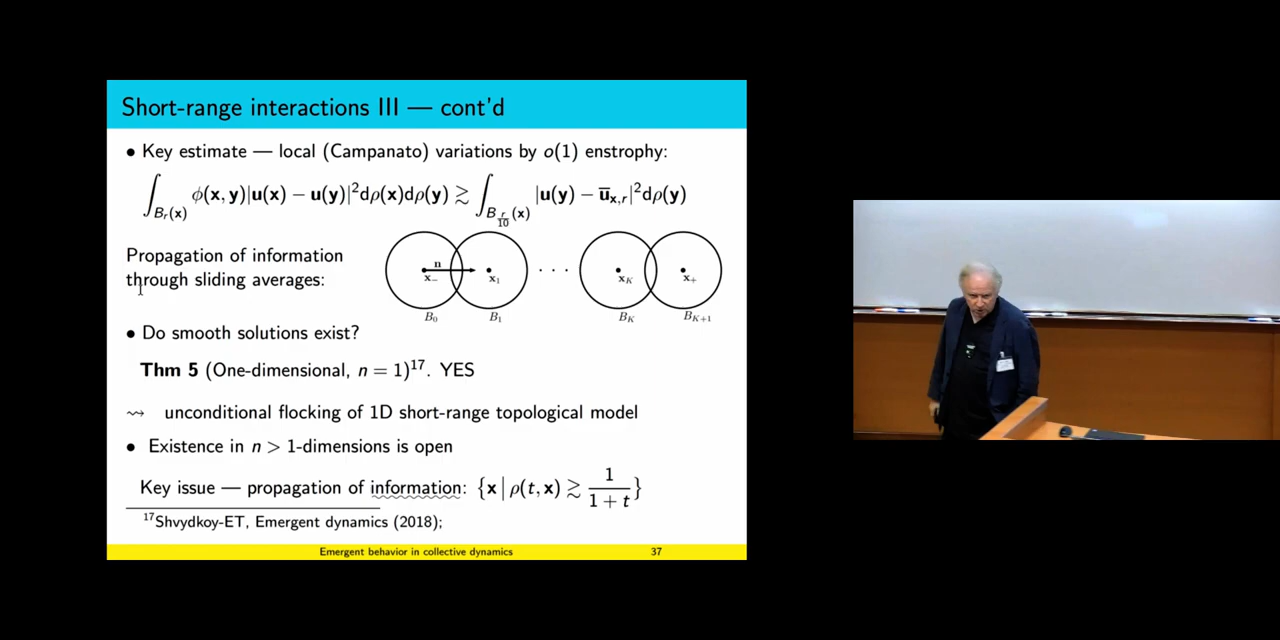 Short-range interactions III — cont'd
• Key estimate — local (Campanato) variations by o(1) enstrophy:
∫_{B_r(x)} ϕ(x, y)|u(x) − u(y)|²dρ(x)dρ(y) ≳ ∫_{B_{r/10}(x)} |u(y) − u̅_{x,r}|²dρ(y)
Propagation of information
through sliding averages:
n
x₋ x₁ · · · x_K x₊
B₀ B₁ B_K B_{K+1}
• Do smooth solutions exist?
Thm 5 (One-dimensional, n = 1)¹⁷. YES
⇝ unconditional flocking of 1D short-range topological model
• Existence in n > 1-dimensions is open
Key issue — propagation of information: {x | ρ(t, x) ≳ 1/(1 + t)}
¹⁷Shvydkoy-ET, Emergent dynamics (2018);
Emergent behavior in collective dynamics 37